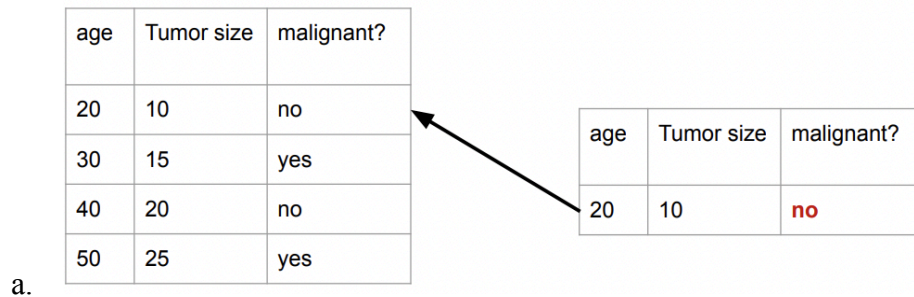 age Tumor size malignant?
20 10 no
30 15 yes
40 20 no
50 25 yes
age Tumor size malignant?
20 10 no
a.